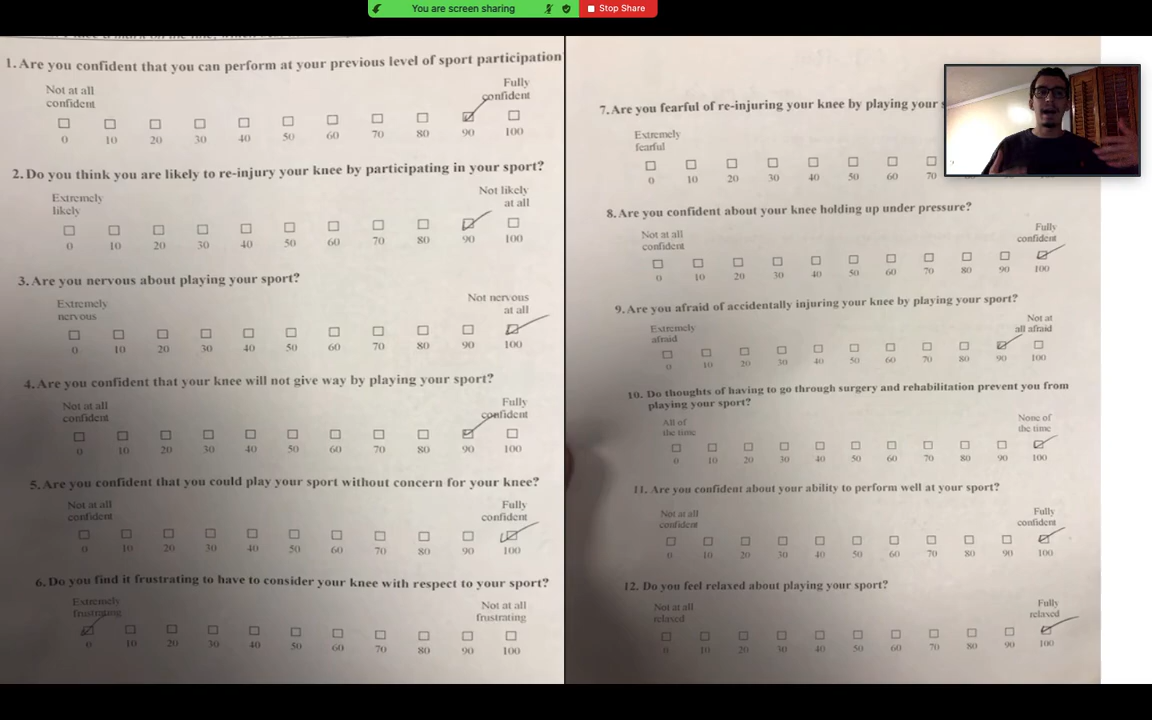 You are screen sharing
Stop Share
1. Are you confident that you can perform at your previous level of sport participation
Not at all
confident
Fully
confident
0 10 20 30 40 50 60 70 80 90 100
2. Do you think you are likely to re-injury your knee by participating in your sport?
Extremely
likely
Not likely
at all
0 10 20 30 40 50 60 70 80 90 100
3. Are you nervous about playing your sport?
Extremely
nervous
Not nervous
at all
0 10 20 30 40 50 60 70 80 90 100
4. Are you confident that your knee will not give way by playing your sport?
Not at all
confident
Fully
confident
0 10 20 30 40 50 60 70 80 90 100
5. Are you confident that you could play your sport without concern for your knee?
Not at all
confident
Fully
confident
0 10 20 30 40 50 60 70 80 90 100
6. Do you find it frustrating to have to consider your knee with respect to your sport?
Extremely
frustrating
Not at all
frustrating
0 10 20 30 40 50 60 70 80 90 100
7. Are you fearful of re-injuring your knee by playing your
Extremely
fearful
0 10 20 30 40 50 60 70
8. Are you confident about your knee holding up under pressure?
Not at all
confident
Fully
confident
0 10 20 30 40 50 60 70 80 90 100
9. Are you afraid of accidentally injuring your knee by playing your sport?
Extremely
afraid
Not at
all afraid
0 10 20 30 40 50 60 70 80 90 100
10. Do thoughts of having to go through surgery and rehabilitation prevent you from
playing your sport?
All of
the time
None of
the time
0 10 20 30 40 50 60 70 80 90 100
11. Are you confident about your ability to perform well at your sport?
Not at all
confident
Fully
confident
0 10 20 30 40 50 60 70 80 90 100
12. Do you feel relaxed about playing your sport?
Not at all
relaxed
Fully
relaxed
0 10 20 30 40 50 60 70 80 90 100